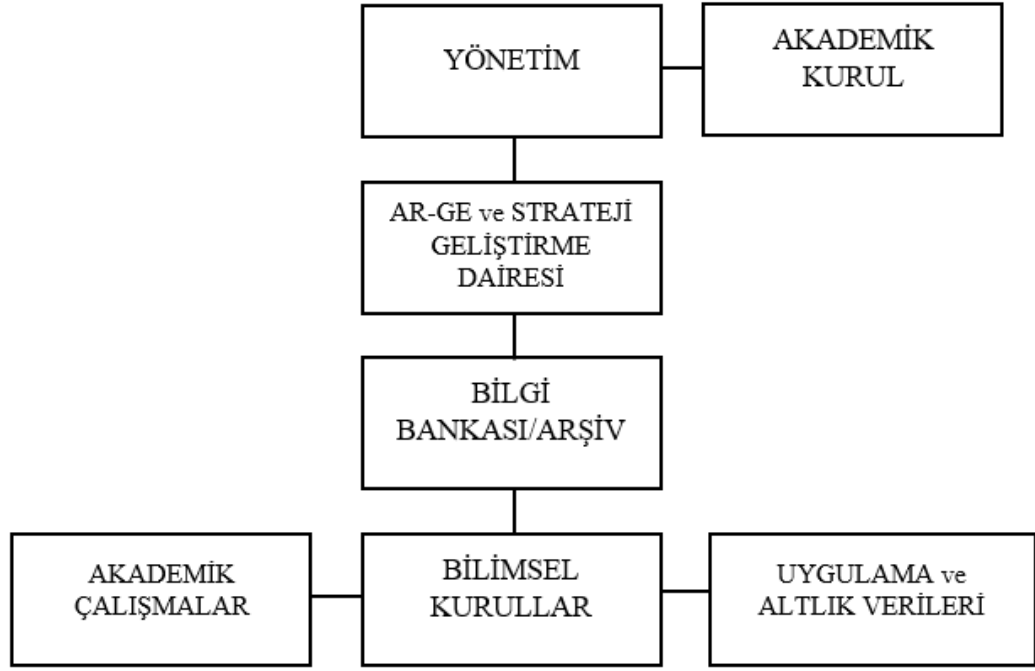 YÖNETİM
AKADEMİK
KURUL
AR-GE ve STRATEJİ
GELİŞTİRME
DAİRESİ
BİLGİ
BANKASI/ARŞİV
AKADEMİK
ÇALIŞMALAR
BİLİMSEL
KURULLAR
UYGULAMA ve
ALTLIK VERİLERİ